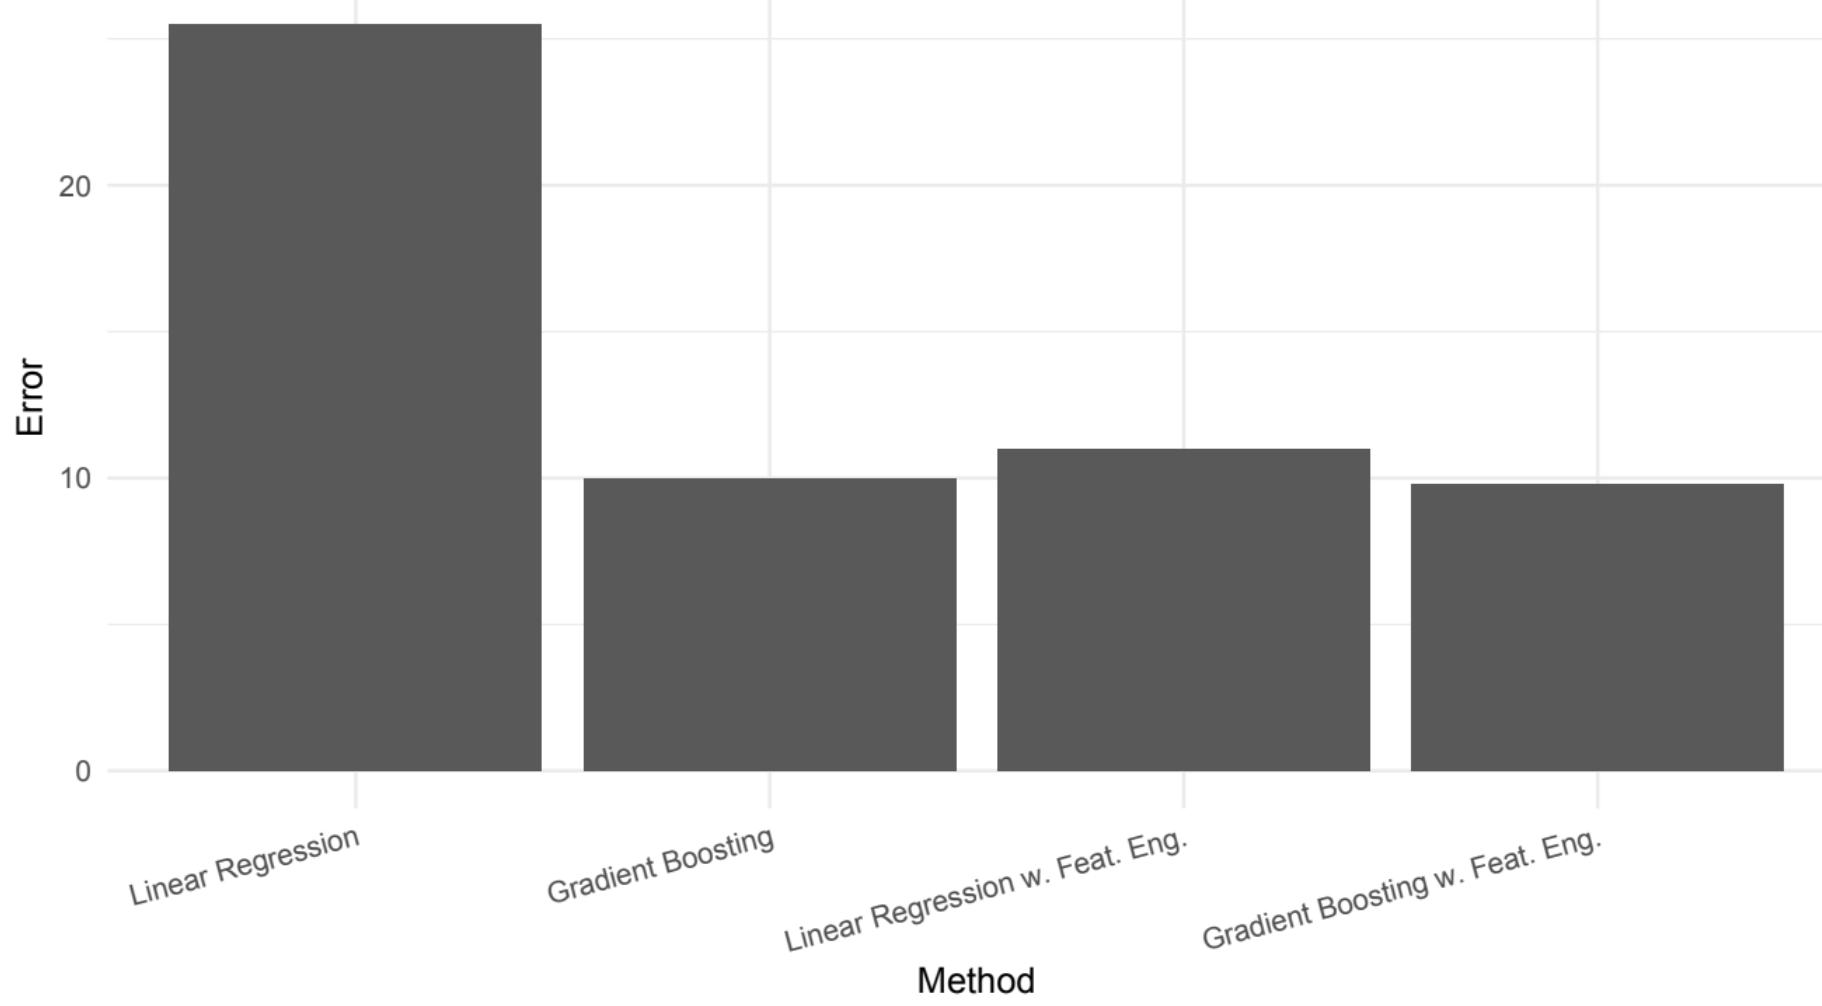 20
10
0
Error
Linear Regression
Gradient Boosting
Linear Regression w. Feat. Eng.
Gradient Boosting w. Feat. Eng.
Method